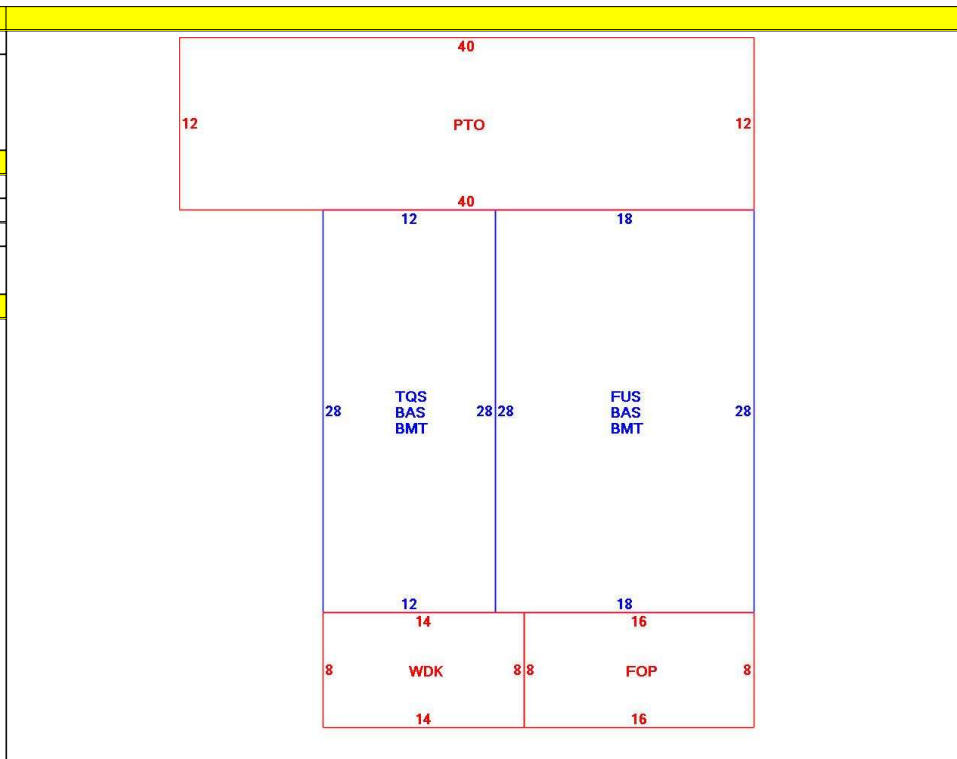 40
12 PTO 12
40
12 18
TQS FUS
28 BAS 28 28 BAS 28
BMT BMT
12 18
14 16
8 WDK 8 8 FOP 8
14 16